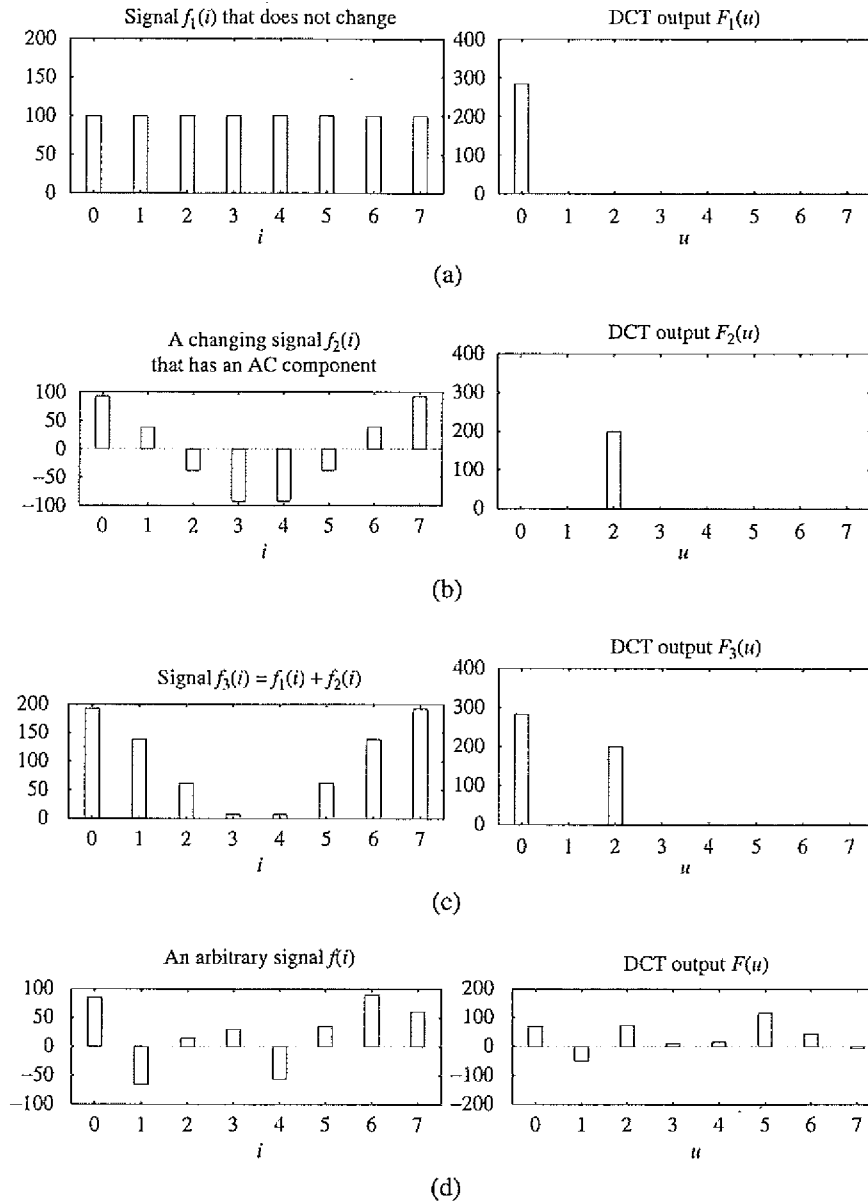 Signal f1(i) that does not change
200
150
100
50
0
0 1 2 3 4 5 6 7
i
DCT output F1(u)
400
300
200
100
0
0 1 2 3 4 5 6 7
u
(a)
A changing signal f2(i)
that has an AC component
100
50
0
−50
−100
0 1 2 3 4 5 6 7
i
DCT output F2(u)
400
300
200
100
0
0 1 2 3 4 5 6 7
u
(b)
Signal f3(i) = f1(i) + f2(i)
200
150
100
50
0
0 1 2 3 4 5 6 7
i
DCT output F3(u)
400
300
200
100
0
0 1 2 3 4 5 6 7
u
(c)
An arbitrary signal f(i)
100
50
0
−50
−100
0 1 2 3 4 5 6 7
i
DCT output F(u)
200
100
0
−100
−200
0 1 2 3 4 5 6 7
u
(d)